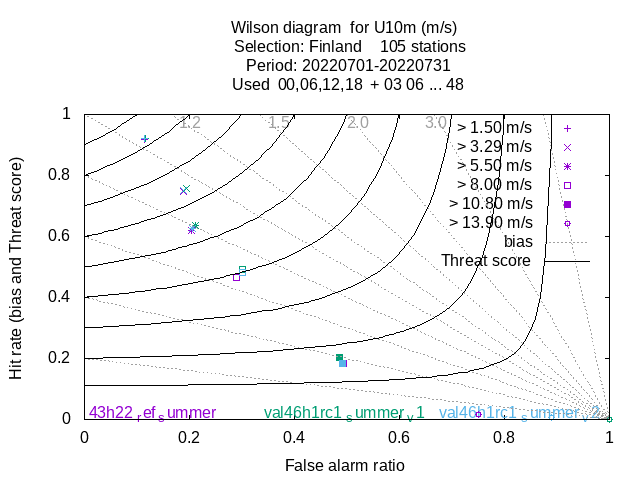 Wilson diagram for U10m (m/s)
Selection: Finland 105 stations
Period: 20220701-20220731
Used 00,06,12,18 + 03 06 ... 48
Hit rate (bias and Threat score)
1
0.8
0.6
0.4
0.2
0
1.2 1.5 2.0 3.0
> 1.50 m/s
> 3.29 m/s
> 5.50 m/s
> 8.00 m/s
> 10.80 m/s
> 13.90 m/s
bias
Threat score
43h22_ref_summer val46h1rc1_summer_v1 val46h1rc1_summer_v2
0 0.2 0.4 0.6 0.8 1
False alarm ratio